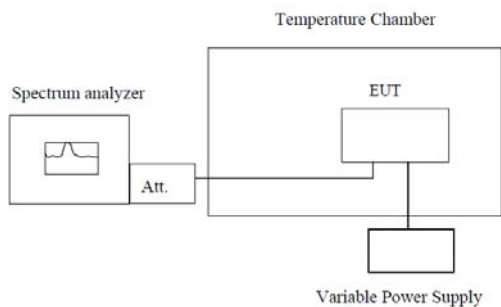 Temperature Chamber
Spectrum analyzer
EUT
Att.
Variable Power Supply